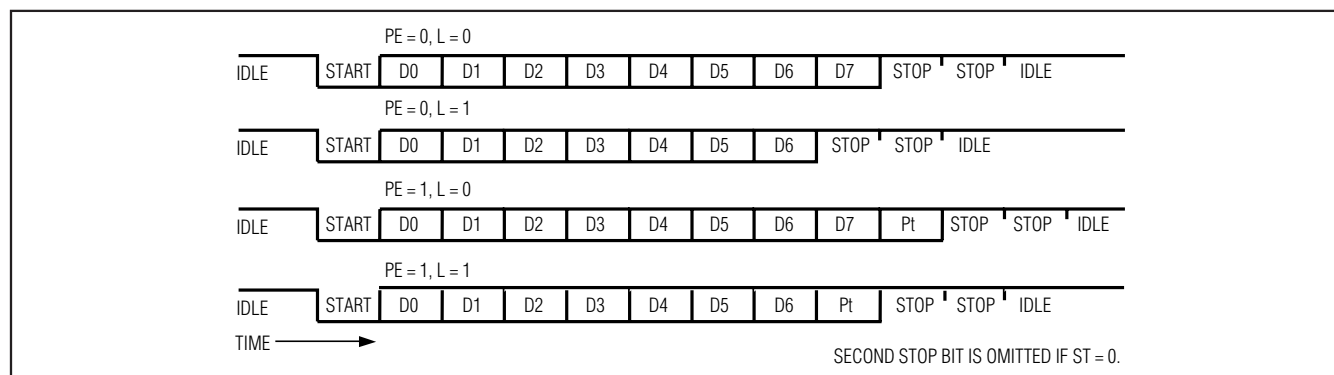 PE = 0, L = 0
IDLE START D0 D1 D2 D3 D4 D5 D6 D7 STOP STOP IDLE
PE = 0, L = 1
IDLE START D0 D1 D2 D3 D4 D5 D6 STOP STOP IDLE
PE = 1, L = 0
IDLE START D0 D1 D2 D3 D4 D5 D6 D7 Pt STOP STOP IDLE
PE = 1, L = 1
IDLE START D0 D1 D2 D3 D4 D5 D6 Pt STOP STOP IDLE
TIME
SECOND STOP BIT IS OMITTED IF ST = 0.